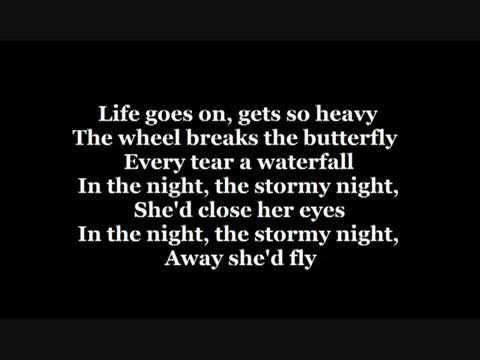 Life goes on, gets so heavy
The wheel breaks the butterfly
Every tear a waterfall
In the night, the stormy night,
She'd close her eyes
In the night, the stormy night,
Away she'd fly